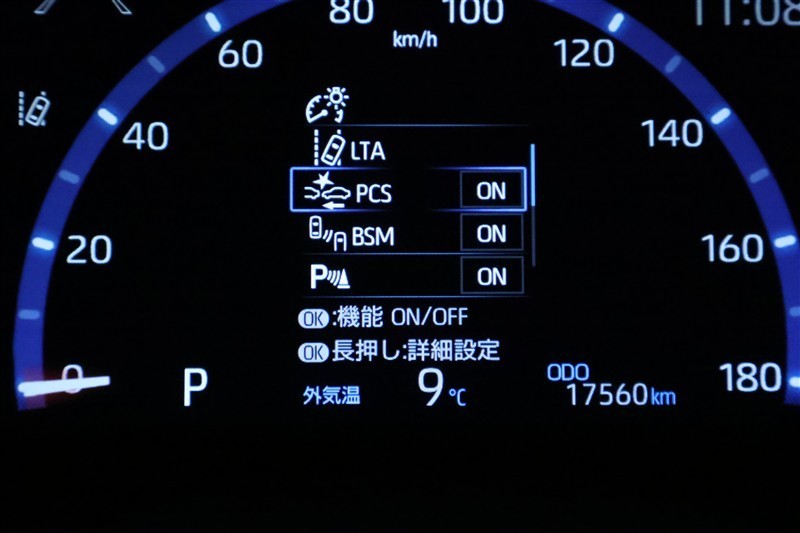 80 100 11:08
60 km/h 120
40 140
LTA
PCS ON
20 BSM ON 160
P ON
OK:機能 ON/OFF
OK長押し:詳細設定
0 P 外気温 9℃ ODO 180
17560km